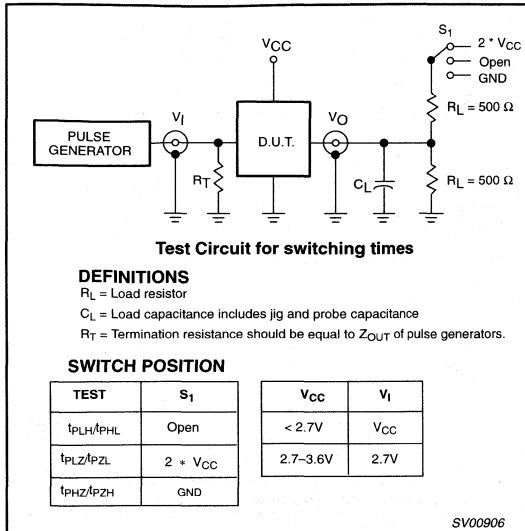 S1
2 * VCC
Open
GND
VCC
RL = 500 Ω
VI
VO
PULSE
GENERATOR
D.U.T.
RT
CL
RL = 500 Ω
Test Circuit for switching times
DEFINITIONS
RL = Load resistor
CL = Load capacitance includes jig and probe capacitance
RT = Termination resistance should be equal to ZOUT of pulse generators.
SWITCH POSITION
TEST S1
tPLH/tPHL Open
tPLZ/tPZL 2 * VCC
tPHZ/tPZH GND
VCC VI
< 2.7V VCC
2.7–3.6V 2.7V
SV00906